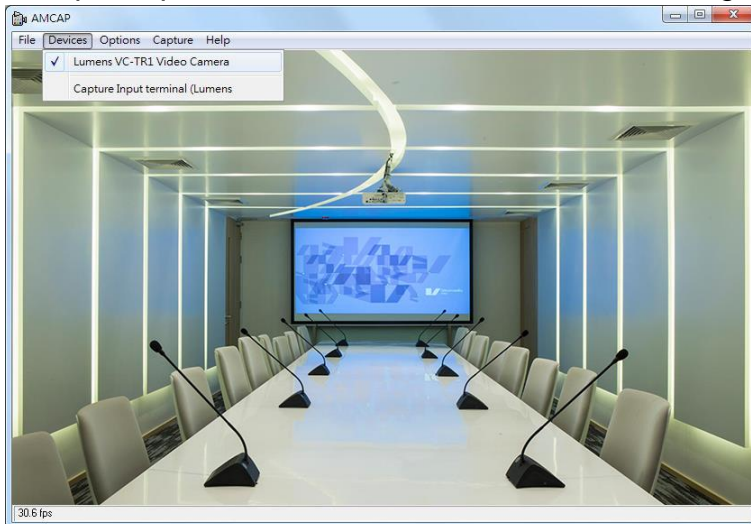 AMCAP
File Devices Options Capture Help
Lumens VC-TR1 Video Camera
Capture Input terminal (Lumens
30.6 fps